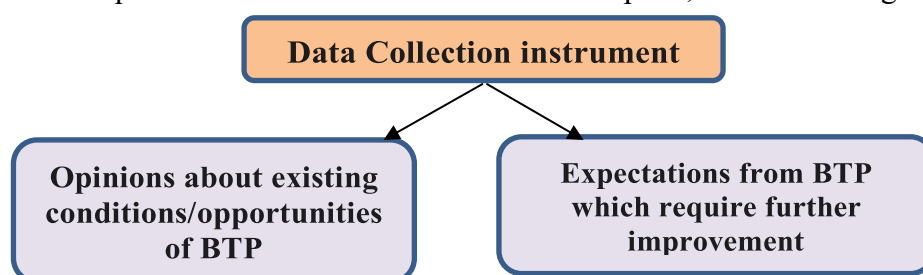 Data Collection instrument
Opinions about existing
conditions/opportunities
of BTP
Expectations from BTP
which require further
improvement